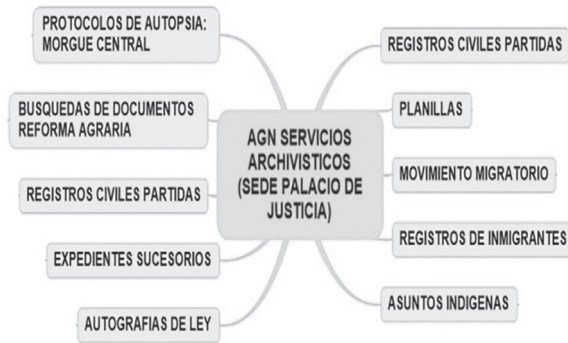 PROTOCOLOS DE AUTOPSIA:
MORGUE CENTRAL
BUSQUEDAS DE DOCUMENTOS
REFORMA AGRARIA
REGISTROS CIVILES PARTIDAS
EXPEDIENTES SUCESORIOS
AUTOGRAFIAS DE LEY
AGN SERVICIOS
ARCHIVISTICOS
(SEDE PALACIO DE
JUSTICIA)
REGISTROS CIVILES PARTIDAS
PLANILLAS
MOVIMIENTO MIGRATORIO
REGISTROS DE INMIGRANTES
ASUNTOS INDIGENAS